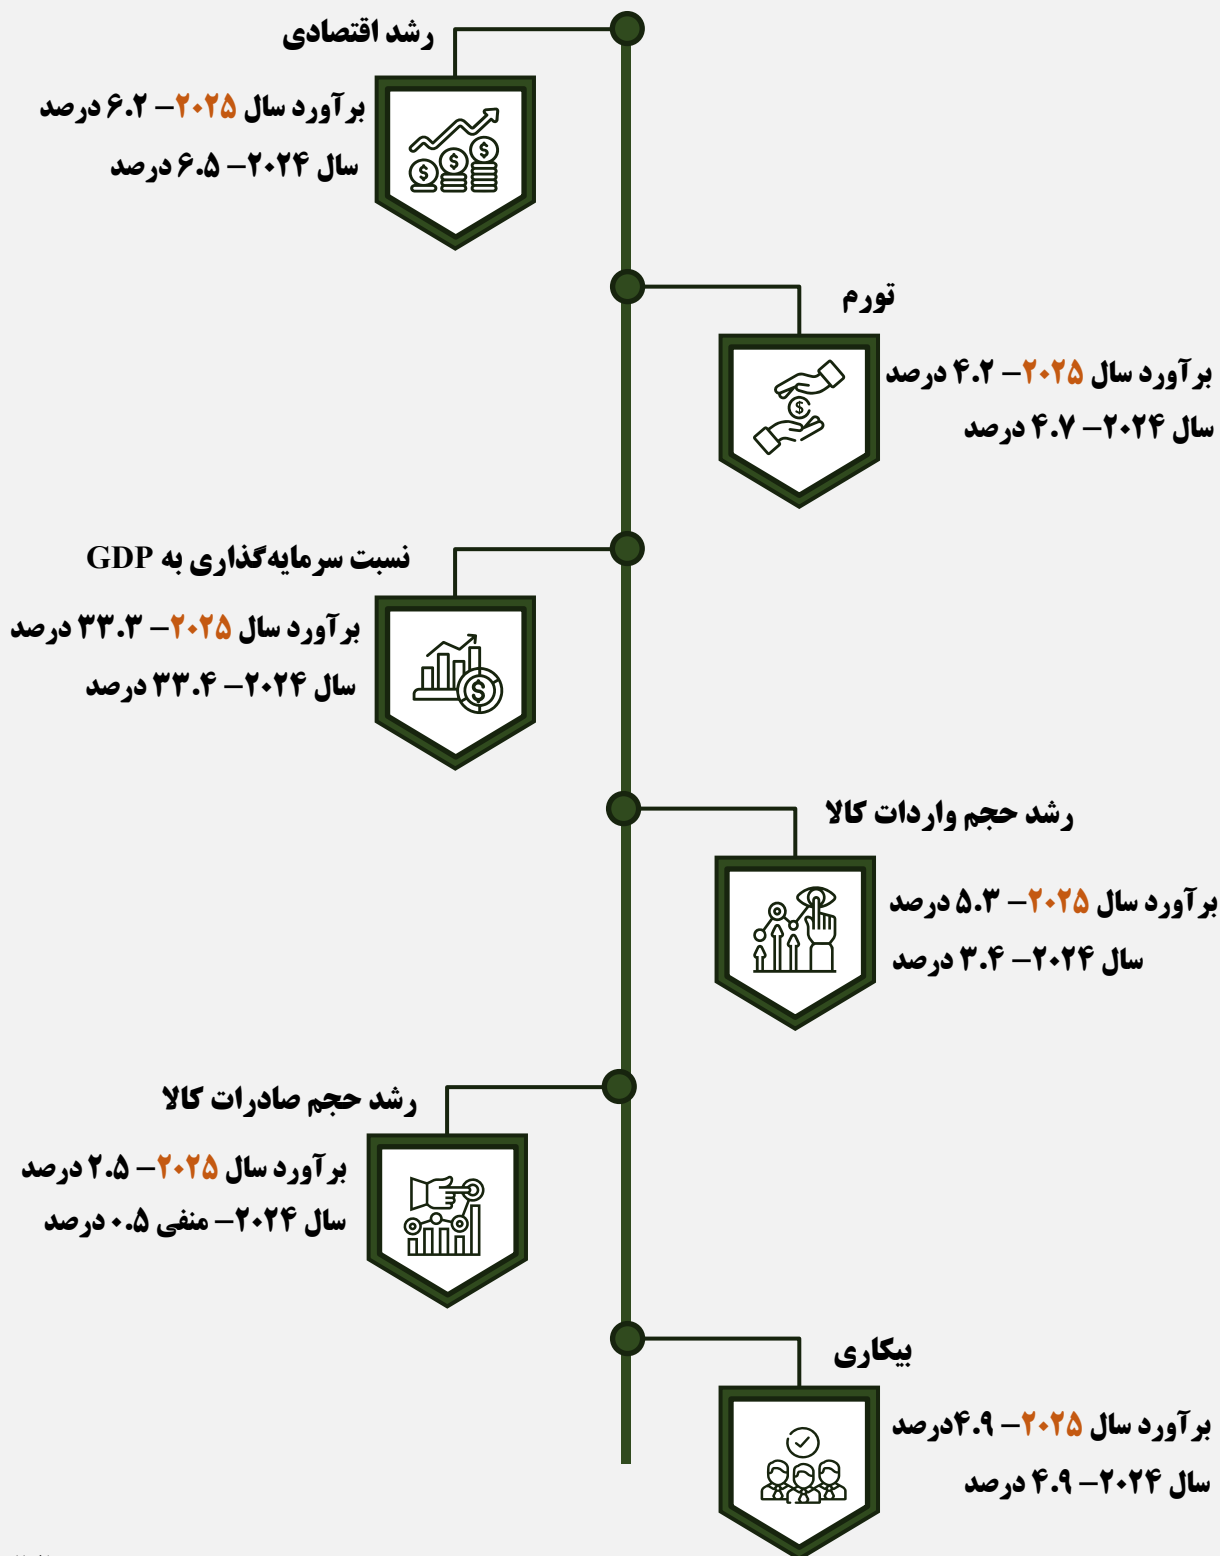 رشد اقتصادی
برآورد سال ۲۰۲۵– ۶.۲ درصد
سال ۲۰۲۴– ۶.۵ درصد
تورم
برآورد سال ۲۰۲۵– ۴.۲ درصد
سال ۲۰۲۴– ۴.۷ درصد
نسبت سرمایه‌گذاری به GDP
برآورد سال ۲۰۲۵– ۳۳.۳ درصد
سال ۲۰۲۴– ۳۳.۴ درصد
رشد حجم واردات کالا
برآورد سال ۲۰۲۵– ۵.۳ درصد
سال ۲۰۲۴– ۳.۴ درصد
رشد حجم صادرات کالا
برآورد سال ۲۰۲۵– ۲.۵ درصد
سال ۲۰۲۴– منفی ۰.۵ درصد
بیکاری
برآورد سال ۲۰۲۵– ۴.۹درصد
سال ۲۰۲۴– ۴.۹ درصد